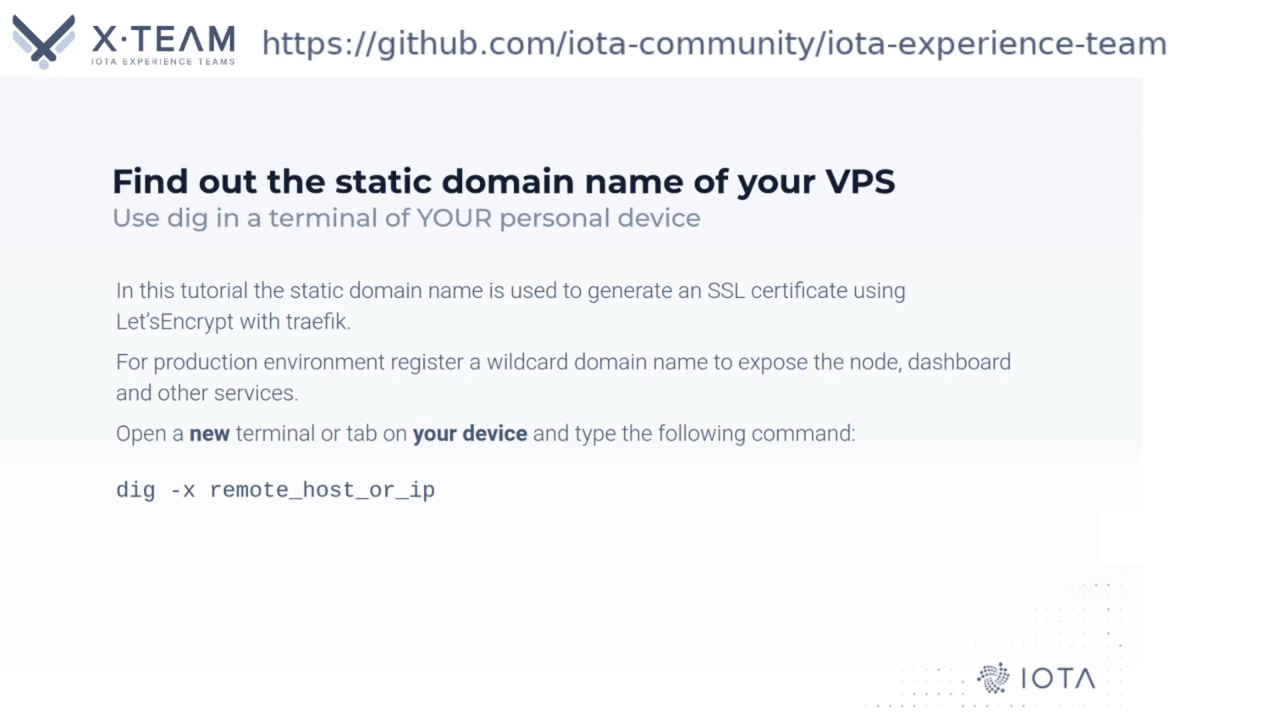 X·TEAM
IOTA EXPERIENCE TEAMS
https://github.com/iota-community/iota-experience-team
Find out the static domain name of your VPS
Use dig in a terminal of YOUR personal device
In this tutorial the static domain name is used to generate an SSL certificate using
Let'sEncrypt with traefik.
For production environment register a wildcard domain name to expose the node, dashboard
and other services.
Open a new terminal or tab on your device and type the following command:
dig -x remote_host_or_ip
IOTA